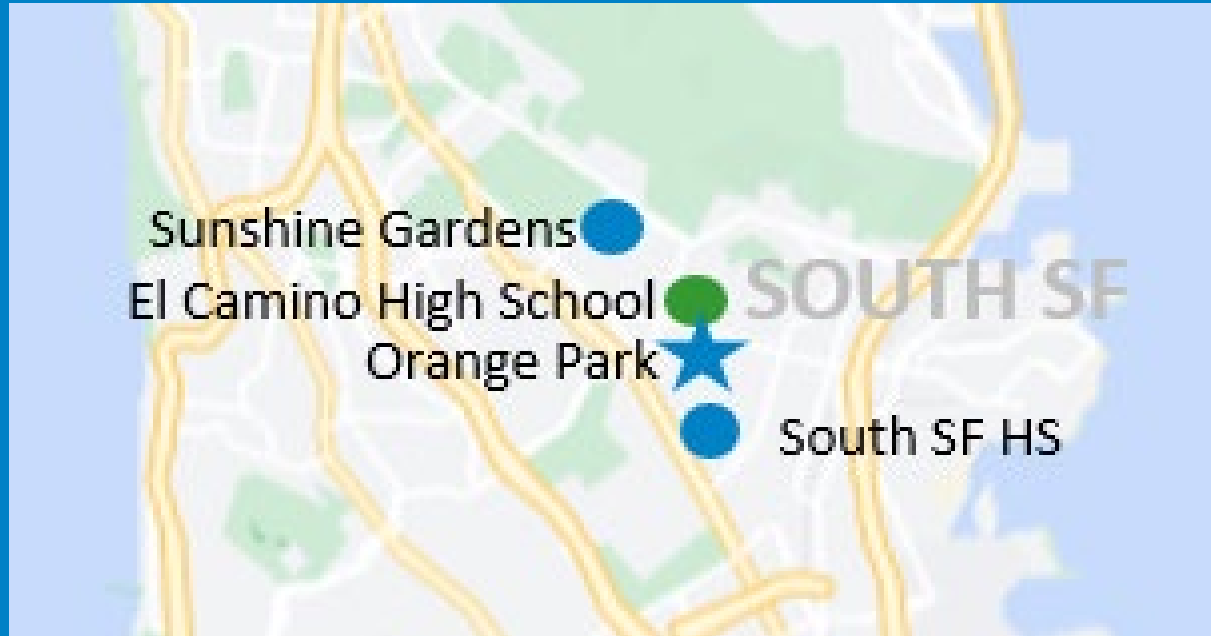 Sunshine Gardens
El Camino High School
SOUTH SF
Orange Park
South SF HS